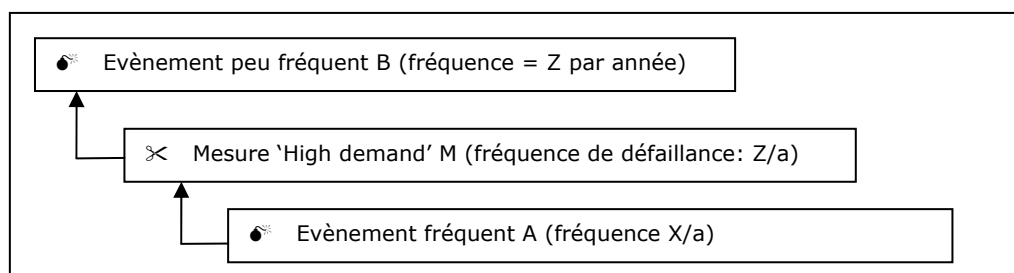 Evènement peu fréquent B (fréquence = Z par année)
Mesure ‘High demand’ M (fréquence de défaillance: Z/a)
Evènement fréquent A (fréquence X/a)